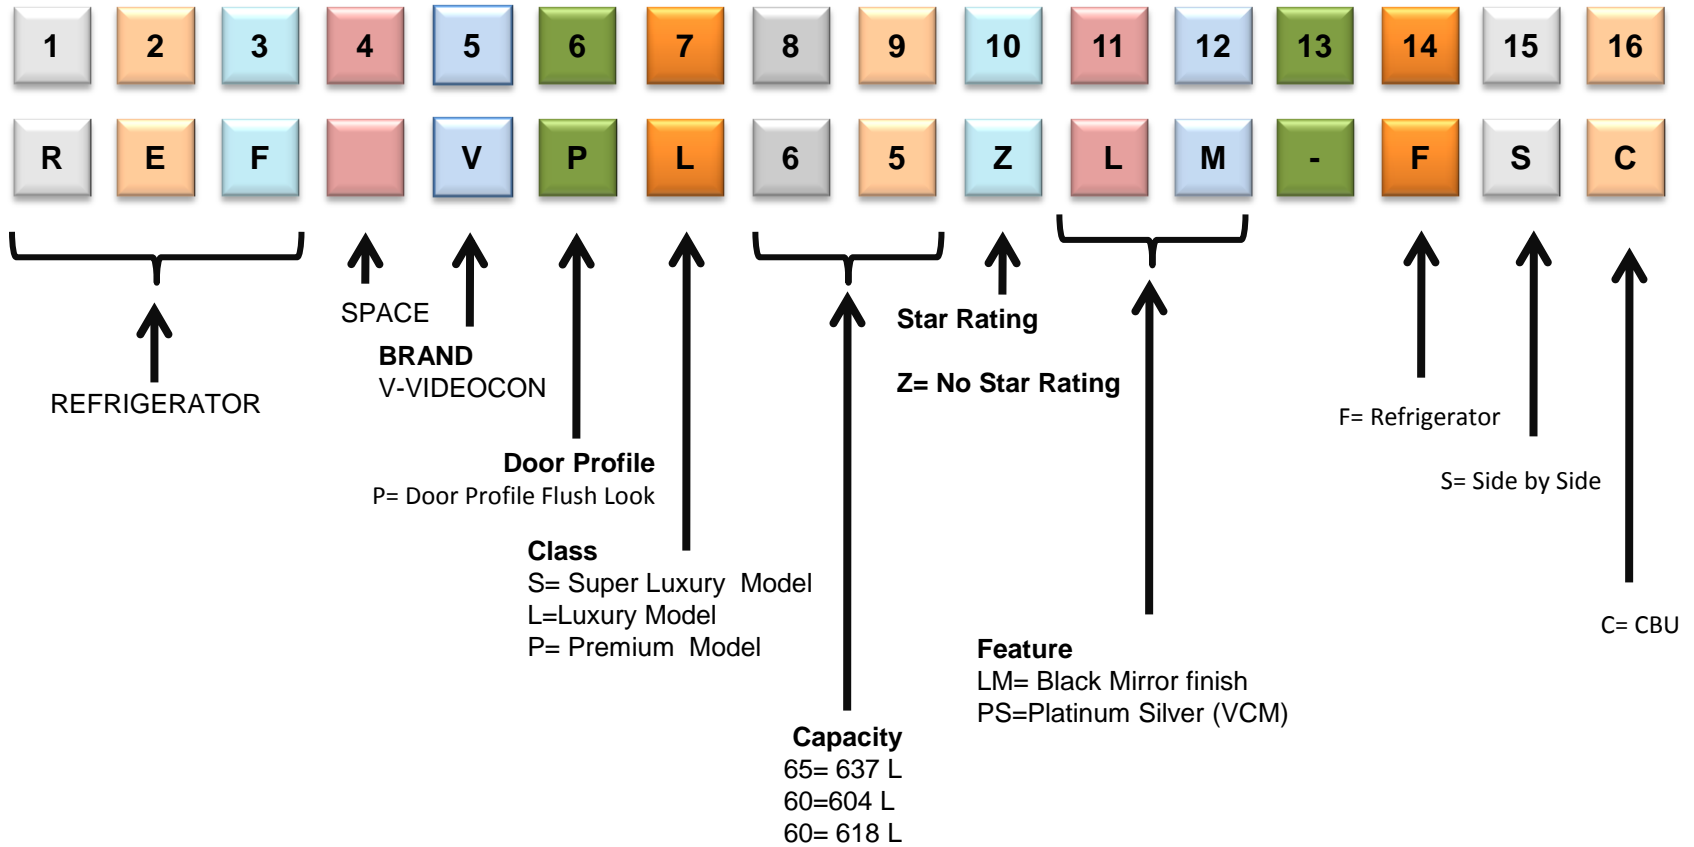 1 2 3 4 5 6 7 8 9 10 11 12 13 14 15 16
R E F V P L 6 5 Z L M - F S C
REFRIGERATOR
SPACE
BRAND
V-VIDEOCON
Door Profile
P= Door Profile Flush Look
Class
S= Super Luxury Model
L=Luxury Model
P= Premium Model
Capacity
65= 637 L
60=604 L
60= 618 L
Star Rating
Z= No Star Rating
Feature
LM= Black Mirror finish
PS=Platinum Silver (VCM)
F= Refrigerator
S= Side by Side
C= CBU